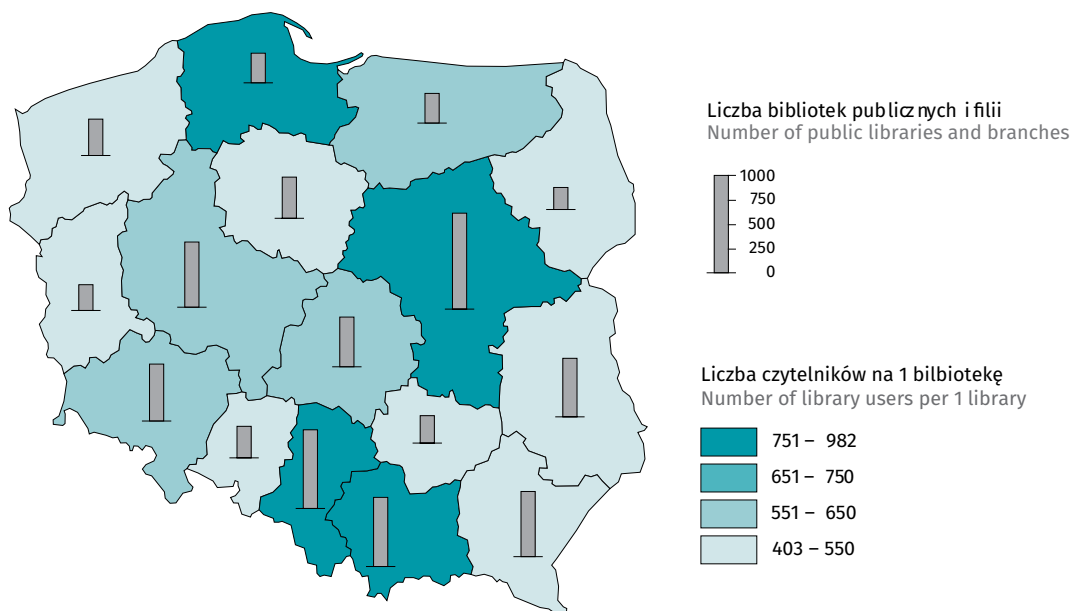 Liczba bibliotek publicznych i filii
Number of public libraries and branches
1000
750
500
250
0
Liczba czytelników na 1 bilbiotekę
Number of library users per 1 library
751 – 982
651 – 750
551 – 650
403 – 550